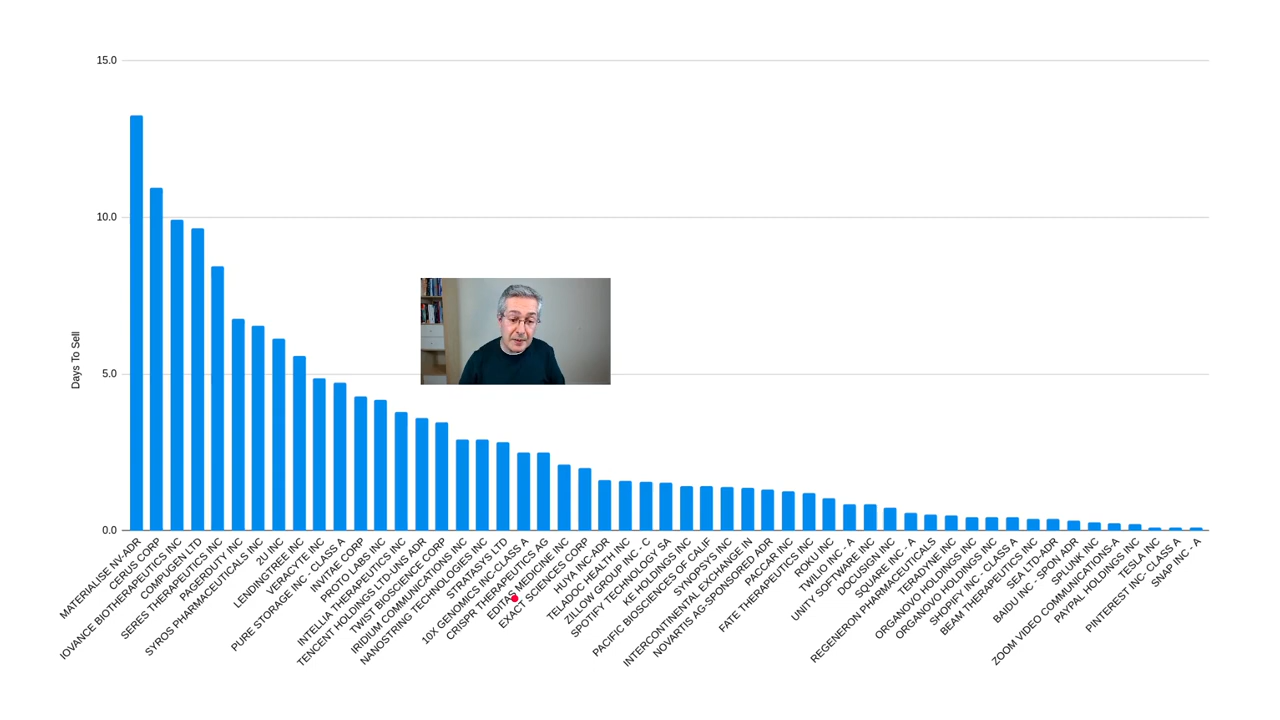 15.0
10.0
5.0
0.0
Days To Sell
MATERIALISE NV-ADR
CERUS CORP
IOVANCE BIOTHERAPEUTICS INC
COMPUGEN LTD
SERES THERAPEUTICS INC
PAGERDUTY INC
SYROS PHARMACEUTICALS INC
2U INC
LENDINGTREE INC
VERACYTE INC
PURE STORAGE INC - CLASS A
INVITAE CORP
PROTO LABS INC
INTELLIA THERAPEUTICS INC
TENCENT HOLDINGS LTD-UNS ADR
TWIST BIOSCIENCE CORP
IRIDIUM COMMUNICATIONS INC
NANOSTRING TECHNOLOGIES INC
STRATASYS LTD
10X GENOMICS INC-CLASS A
CRISPR THERAPEUTICS AG
EDITAS MEDICINE INC
EXACT SCIENCES CORP
HUYA INC-ADR
TELADOC HEALTH INC
ZILLOW GROUP INC - C
SPOTIFY TECHNOLOGY SA
KE HOLDINGS INC
PACIFIC BIOSCIENCES OF CALIF
SYNOPSYS INC
INTERCONTINENTAL EXCHANGE IN
NOVARTIS AG-SPONSORED ADR
PACCAR INC
FATE THERAPEUTICS INC
ROKU INC
TWILIO INC - A
UNITY SOFTWARE INC
DOCUSIGN INC
SQUARE INC - A
REGENERON PHARMACEUTICALS
TERADYNE INC
ORGANOVO HOLDINGS INC
ORGANOVO HOLDINGS INC
SHOPIFY INC - CLASS A
BEAM THERAPEUTICS INC
SEA LTD-ADR
BAIDU INC - SPON ADR
SPLUNK INC
ZOOM VIDEO COMMUNICATIONS-A
PAYPAL HOLDINGS INC
TESLA INC
PINTEREST INC- CLASS A
SNAP INC - A